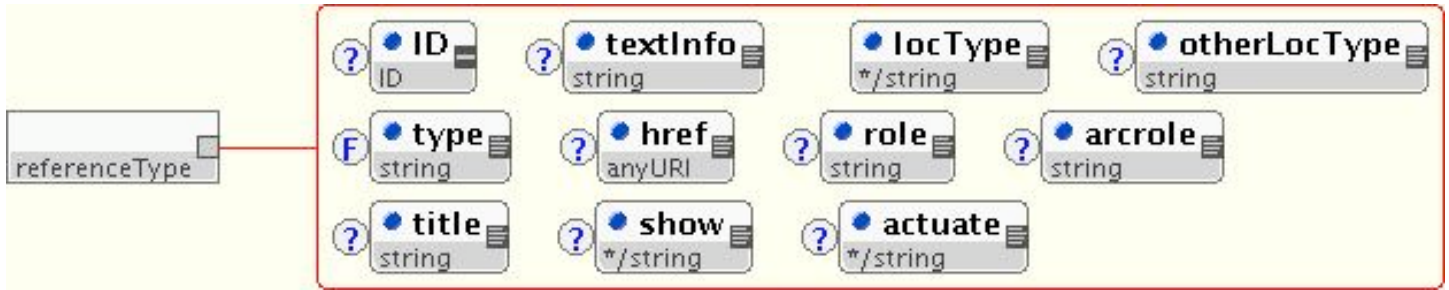 ? ID ? textInfo locType ? otherLocType
ID string */string string
F type ? href ? role ? arcrole
string anyURI string string
referenceType
? title ? show ? actuate
string */string */string